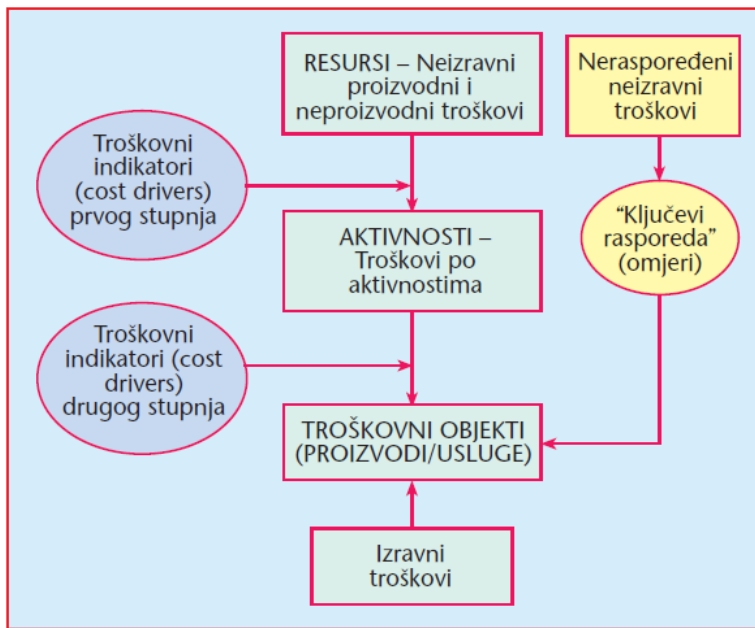 RESURSI – Neizravni
proizvodni i
neproizvodni troškovi
Neraspoređeni
neizravni
troškovi
Troškovni
indikatori
(cost drivers)
prvog stupnja
“Ključevi
rasporeda”
(omjeri)
AKTIVNOSTI –
Troškovi po
aktivnostima
Troškovni
indikatori (cost
drivers)
drugog stupnja
TROŠKOVNI OBJEKTI
(PROIZVODI/USLUGE)
Izravni
troškovi